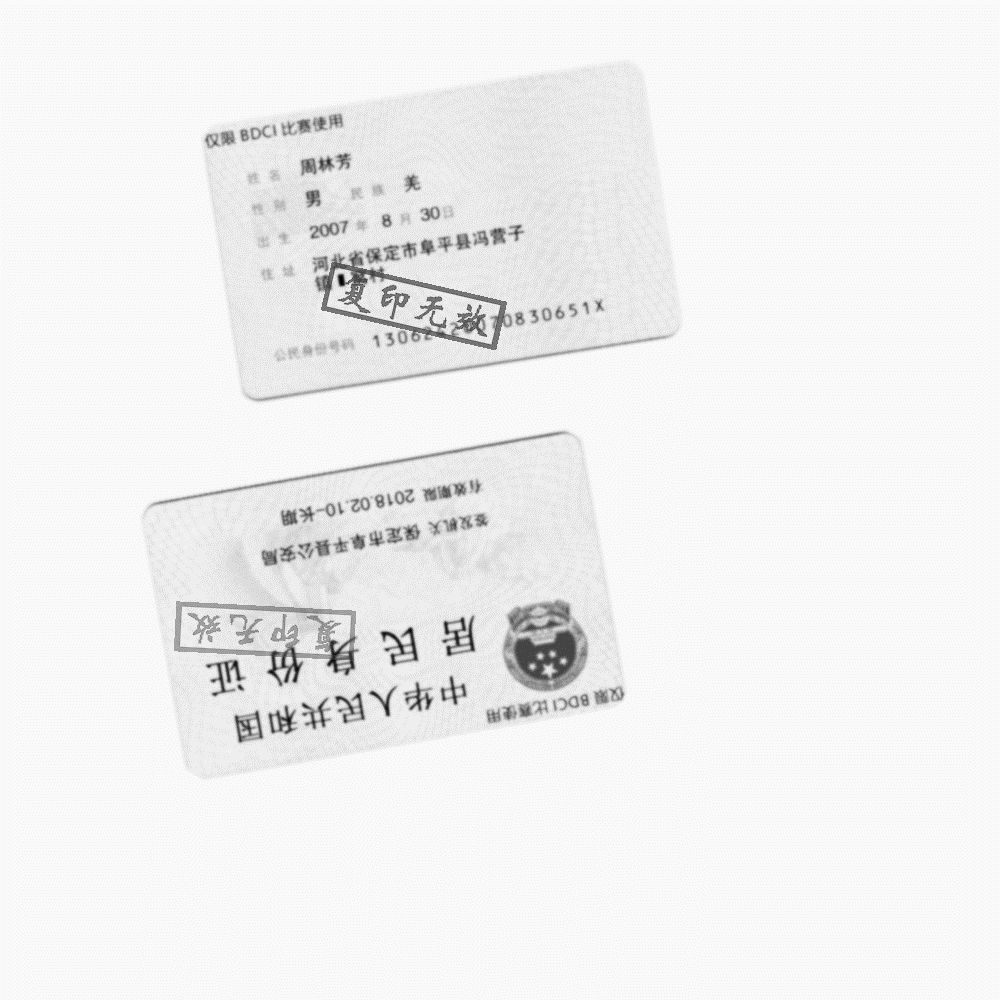 仅限 BDCI 比赛使用
姓 名 周林芳
性 别 男 民 族 羌
出 生 2007 年 8 月 30 日
住 址 河北省保定市阜平县冯营子
镇 村
复印无效
公民身份号码 13062420070830651X
有效期限 2018.02.10-长期
签发机关 保定市阜平县公安局
复印无效
居民身份证
中华人民共和国
仅限 BDCI 比赛使用